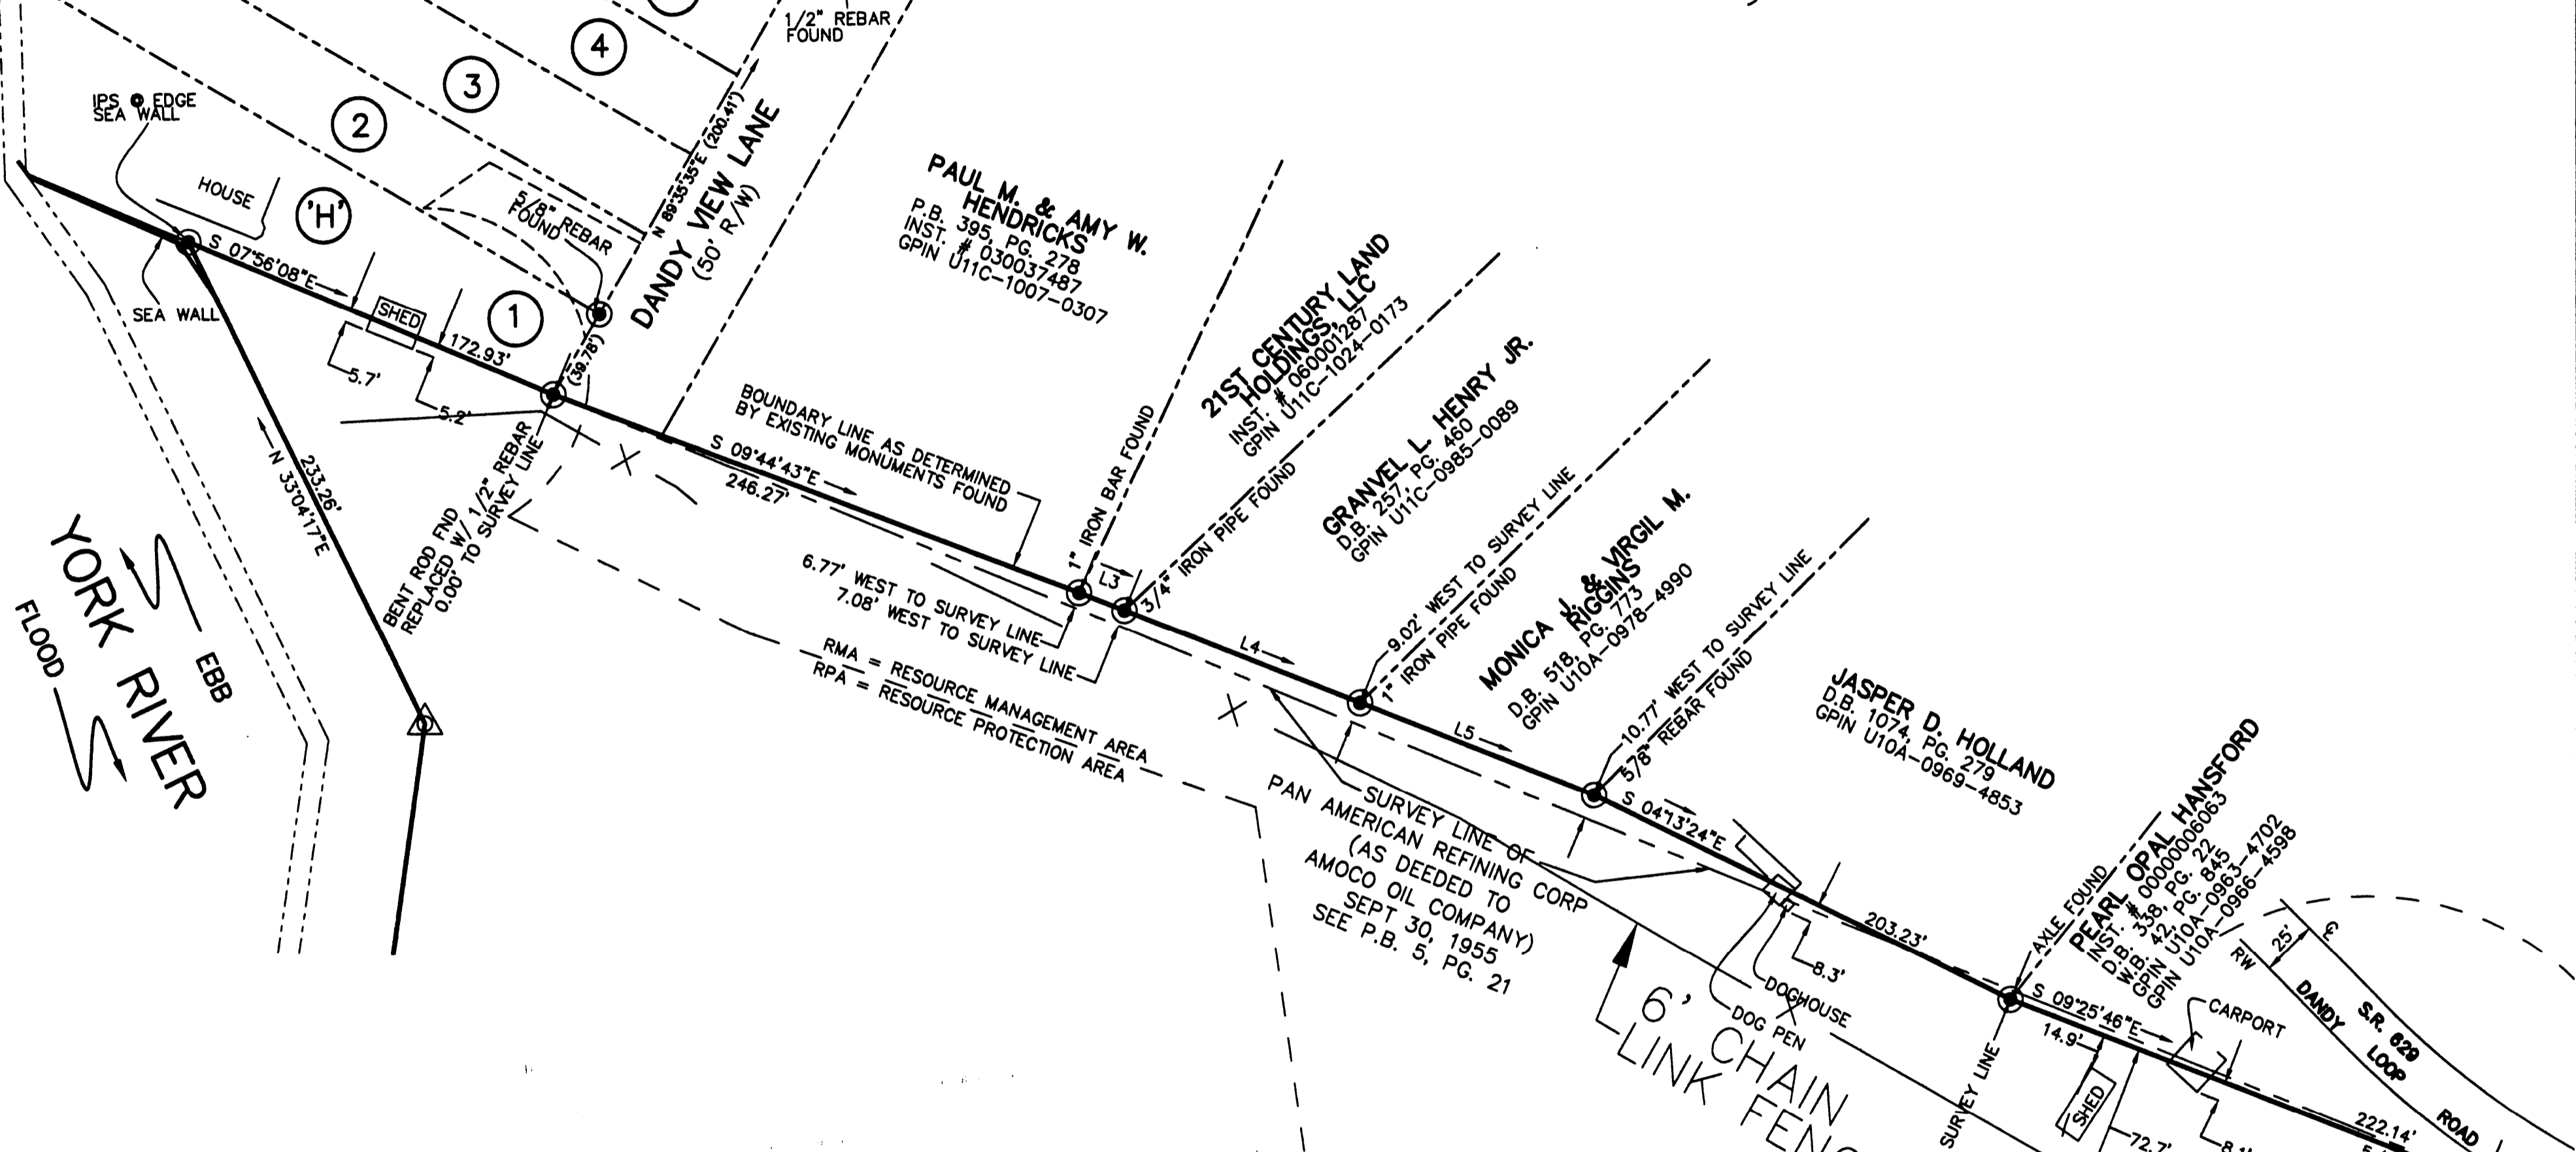 1/2" REBAR
FOUND
4
3
2
IPS @ EDGE
SEA WALL
HOUSE
'H'
5/8" REBAR
FOUND
N 89°35'35"E (200.41')
DANDY VIEW LANE
(50' R/W)
S 07°56'08"E
SEA WALL
SHED
1
172.93'
(39.78')
5.7'
5.2'
233.26'
N 33°04'17"E
YORK RIVER
EBB
FLOOD
BENT ROD FND
REPLACED W/ 1/2" REBAR
0.00' TO SURVEY LINE
PAUL M. & AMY W.
HENDRICKS
P.B. 395, PG. 278
INST. # 030037487
GPIN U11C-1007-0307
BOUNDARY LINE AS DETERMINED
BY EXISTING MONUMENTS FOUND
S 09°44'43"E
246.27'
1" IRON BAR FOUND
6.77' WEST TO SURVEY LINE
7.08' WEST TO SURVEY LINE
RMA = RESOURCE MANAGEMENT AREA
RPA = RESOURCE PROTECTION AREA
21ST CENTURY LAND
HOLDINGS, LLC
INST. # 060001287
GPIN U11C-1024-0173
L3
3/4" IRON PIPE FOUND
GRANVEL L. HENRY JR.
D.B. 257, PG. 460
GPIN U11C-0985-0089
L4
9.02' WEST TO SURVEY LINE
1" IRON PIPE FOUND
MONICA J. & VIRGIL M.
RIGGINS
D.B. 518, PG. 773
GPIN U10A-0978-4990
L5
10.77' WEST TO SURVEY LINE
5/8" REBAR FOUND
JASPER D. HOLLAND
D.B. 1074, PG. 279
GPIN U10A-0969-4853
S 04°13'24"E
203.23'
SURVEY LINE OF
PAN AMERICAN REFINING CORP
(AS DEEDED TO
AMOCO OIL COMPANY)
SEPT 30, 1955
SEE P.B. 5, PG. 21
8.3'
DOGHOUSE
DOG PEN
6' CHAIN
LINK
AXLE FOUND
PEARL OPAL HANSFORD
INST. # 000006063
D.B. 338, PG. 22
W.B. 42, PG. 845
GPIN U10A-0963-4702
GPIN U10A-0966-4598
S 09°25'46"E
14.9'
SHED
SURVEY LINE
72.7'
CARPORT
222.14'
25'
RW
S.R. 629
DANDY LOOP ROAD